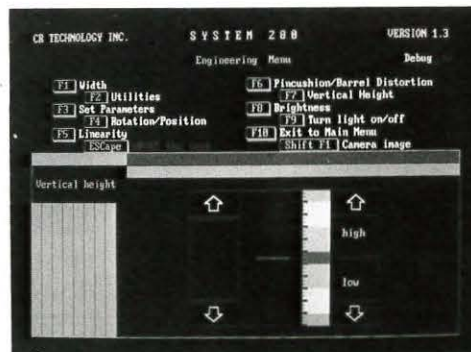 CR TECHNOLOGY INC. SYSTEM 200 VERSION 1.3
Engineering Menu Debug
F1 Width
F2 Utilities
F3 Set Parameters
F4 Rotation/Position
F5 Linearity
ESCape
F6 Pincushion/Barrel Distortion
F7 Vertical Height
F8 Brightness
F9 Turn light on/off
F10 Exit to Main Menu
Shift F1 Camera image
Vertical height
high
low